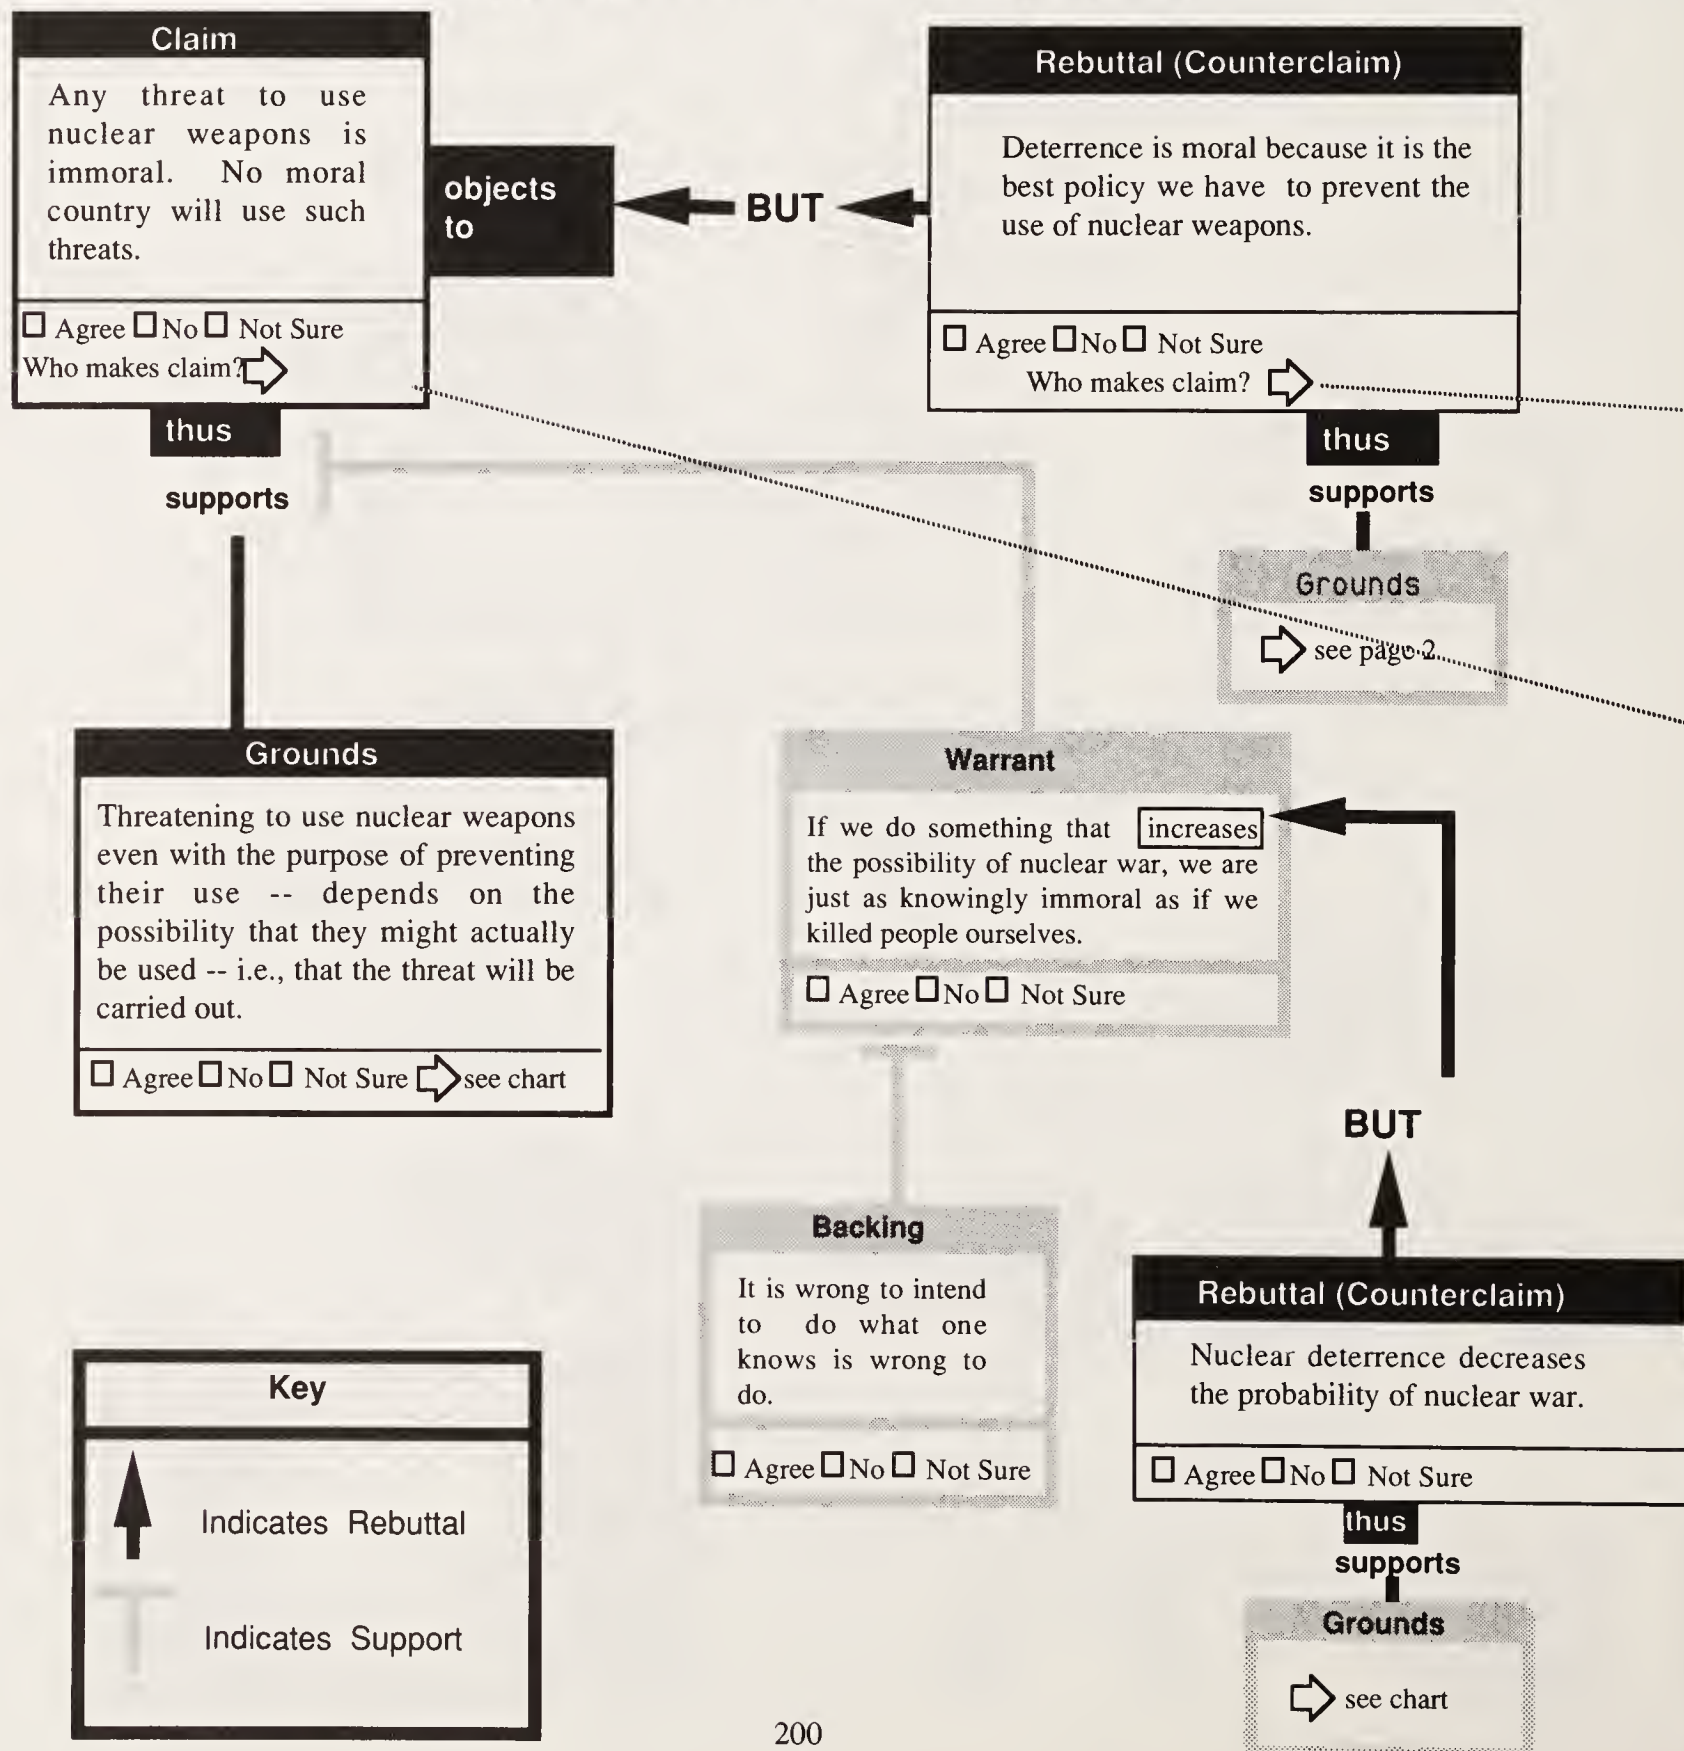 Claim
Any threat to use
nuclear weapons is
immoral. No moral
country will use such
threats.
Agree No Not Sure
Who makes claim?
objects
to
BUT
Rebuttal (Counterclaim)
Deterrence is moral because it is the
best policy we have to prevent the
use of nuclear weapons.
Agree No Not Sure
Who makes claim?
thus
supports
thus
supports
Grounds
see page 2
Grounds
Threatening to use nuclear weapons
even with the purpose of preventing
their use -- depends on the
possibility that they might actually
be used -- i.e., that the threat will be
carried out.
Agree No Not Sure see chart
Warrant
If we do something that increases
the possibility of nuclear war, we are
just as knowingly immoral as if we
killed people ourselves.
Agree No Not Sure
BUT
Backing
It is wrong to intend
to do what one
knows is wrong to
do.
Agree No Not Sure
Rebuttal (Counterclaim)
Nuclear deterrence decreases
the probability of nuclear war.
Agree No Not Sure
thus
supports
Grounds
see chart
Key
Indicates Rebuttal
Indicates Support
200